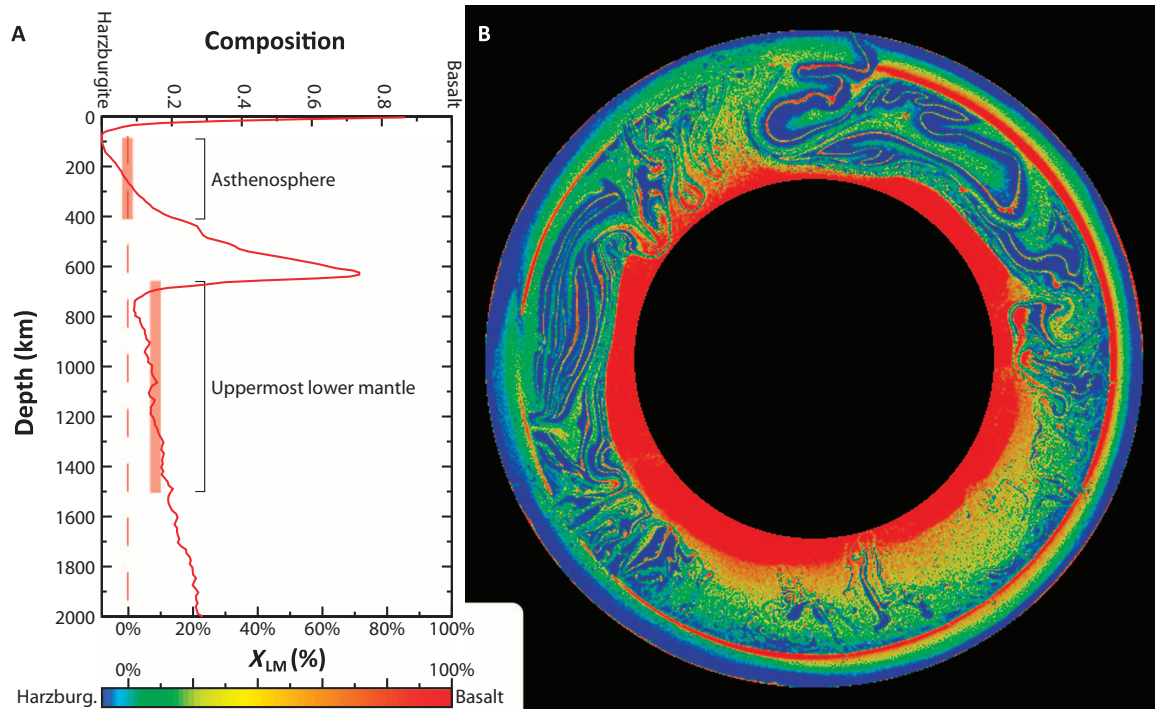 A
Composition
B
Harzburgite
0.2
0.4
0.6
0.8
Basalt
0
200
400
600
800
1000
1200
1400
1600
1800
2000
Depth (km)
Asthenosphere
Uppermost lower mantle
0% 20% 40% 60% 80% 100%
X_LM (%)
0% 100%
Harzburg. Basalt